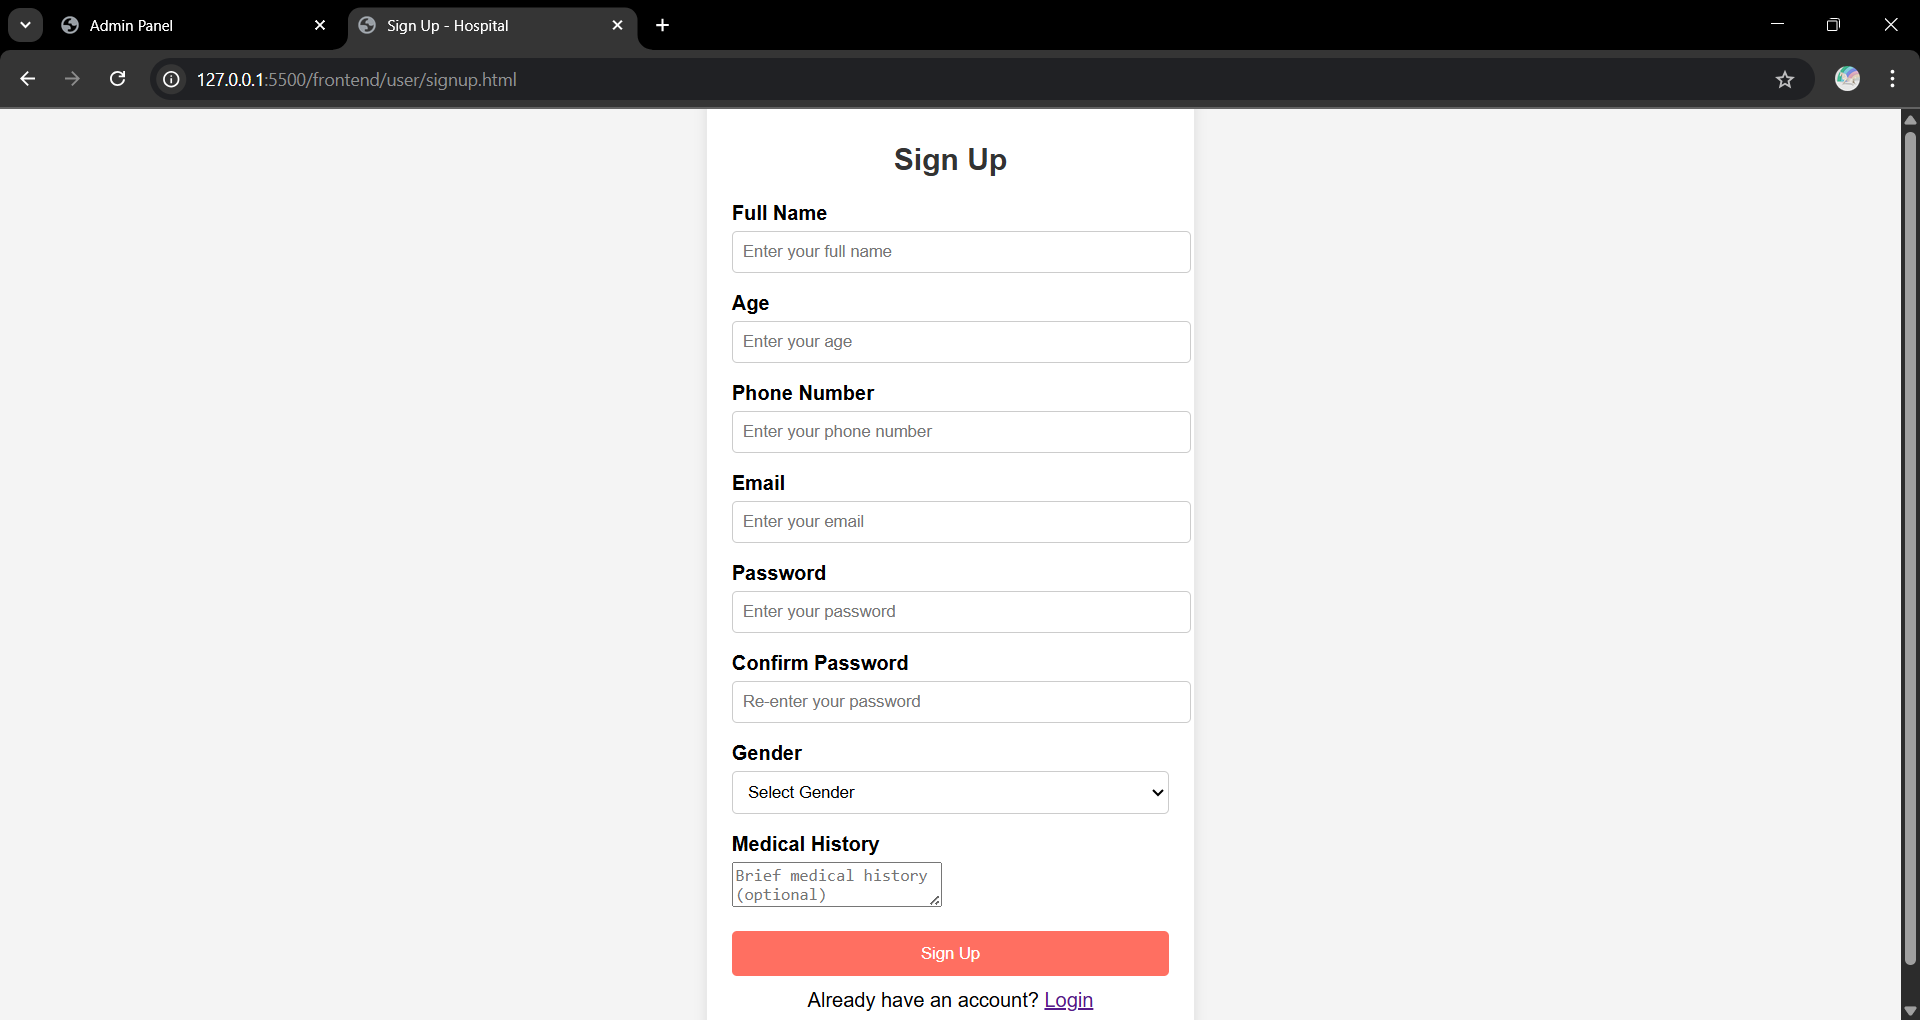 Admin Panel
Sign Up - Hospital
127.0.0.1:5500/frontend/user/signup.html
Sign Up
Full Name
Enter your full name
Age
Enter your age
Phone Number
Enter your phone number
Email
Enter your email
Password
Enter your password
Confirm Password
Re-enter your password
Gender
Select Gender
Medical History
Brief medical history
(optional)
Sign Up
Already have an account? Login